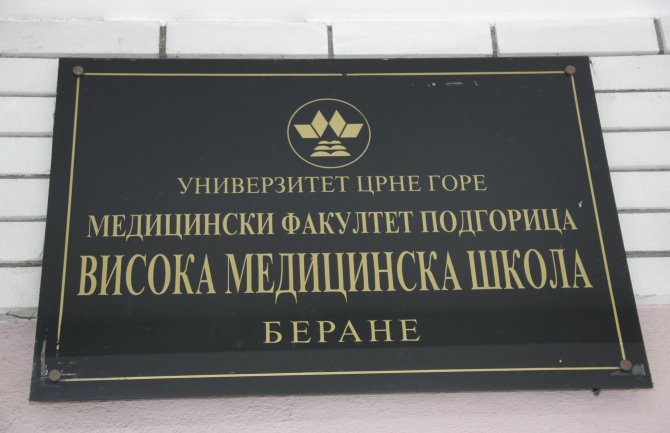 УНИВЕРЗИТЕТ ЦРНЕ ГОРЕ
МЕДИЦИНСКИ ФАКУЛТЕТ ПОДГОРИЦА
ВИСОКА МЕДИЦИНСКА ШКОЛА
БЕРАНЕ